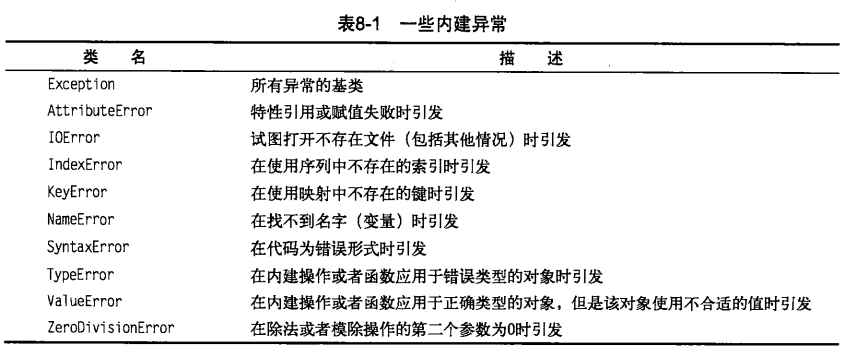 表8-1 一些内建异常
类 名 描 述
Exception 所有异常的基类
AttributeError 特性引用或赋值失败时引发
IOError 试图打开不存在文件（包括其他情况）时引发
IndexError 在使用序列中不存在的索引时引发
KeyError 在使用映射中不存在的键时引发
NameError 在找不到名字（变量）时引发
SyntaxError 在代码为错误形式时引发
TypeError 在内建操作或者函数应用于错误类型的对象时引发
ValueError 在内建操作或者函数应用于正确类型的对象，但是该对象使用不合适的值时引发
ZeroDivisionError 在除法或者模除操作的第二个参数为0时引发